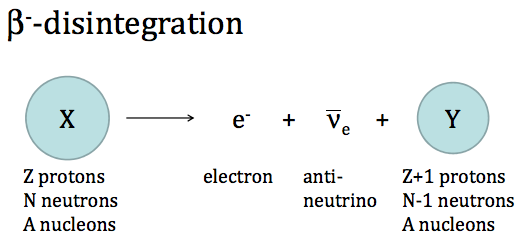 β⁻-disintegration
X → e⁻ + ν̅ₑ + Y
Z protons electron anti- Z+1 protons
N neutrons neutrino N-1 neutrons
A nucleons A nucleons